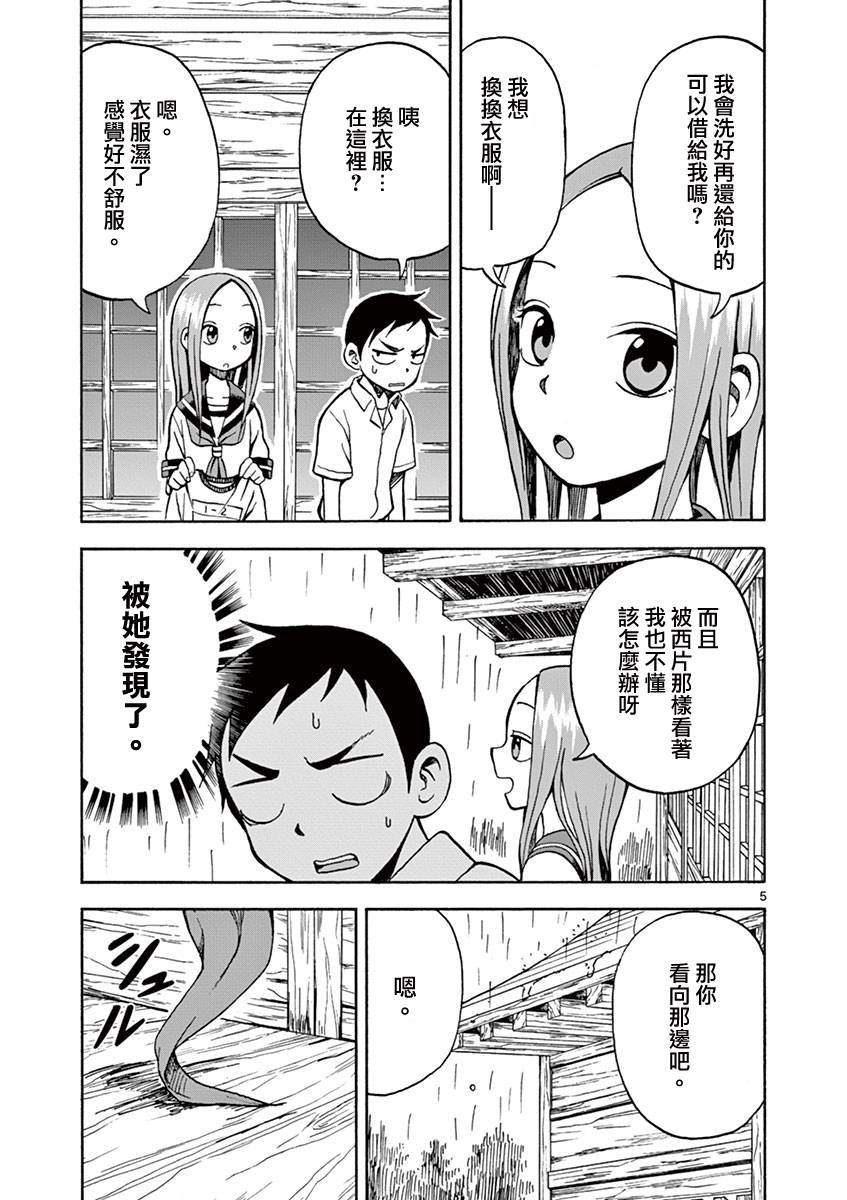 我會洗好再還給你的
可以借給我嗎?
我想
換換衣服啊——
咦
換衣服…
在這裡?
嗯。
衣服濕了
感覺好不舒服。
1-2
而且
被西片那樣看著
我也不懂
該怎麼辦呀
被她發現了。
5
那你
看向那邊吧。
嗯。
シュル